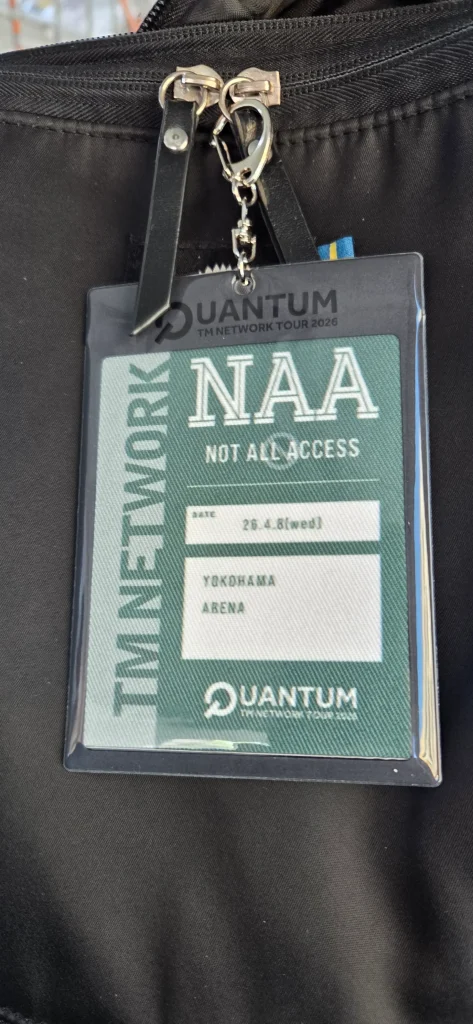 QUANTUM
TM NETWORK TOUR 2026
TM NETWORK
NAA
NOT ALL ACCESS
DATE
26.4.8(wed)
YOKOHAMA
ARENA
QUANTUM
TM NETWORK TOUR 2026